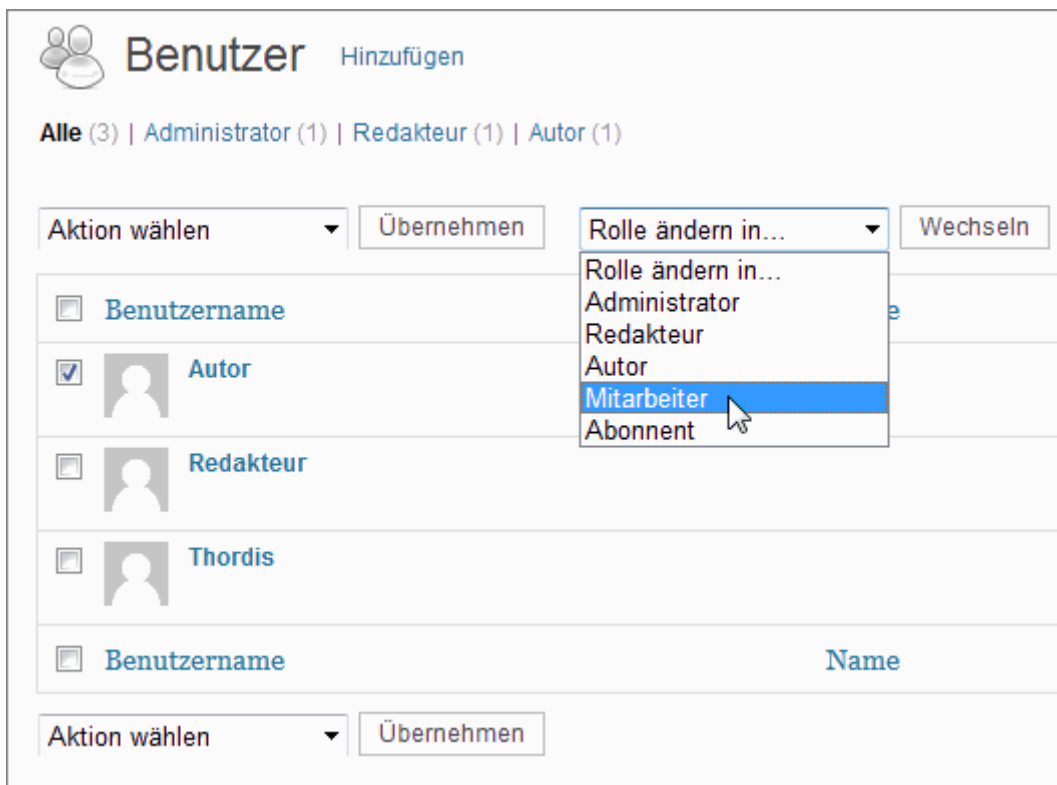 Benutzer Hinzufügen
Alle (3) | Administrator (1) | Redakteur (1) | Autor (1)
Aktion wählen Übernehmen Rolle ändern in... Wechseln
Rolle ändern in...
Administrator
Benutzername e
Redakteur
Autor
Autor
Mitarbeiter
Abonnent
Redakteur
Thordis
Benutzername Name
Aktion wählen Übernehmen